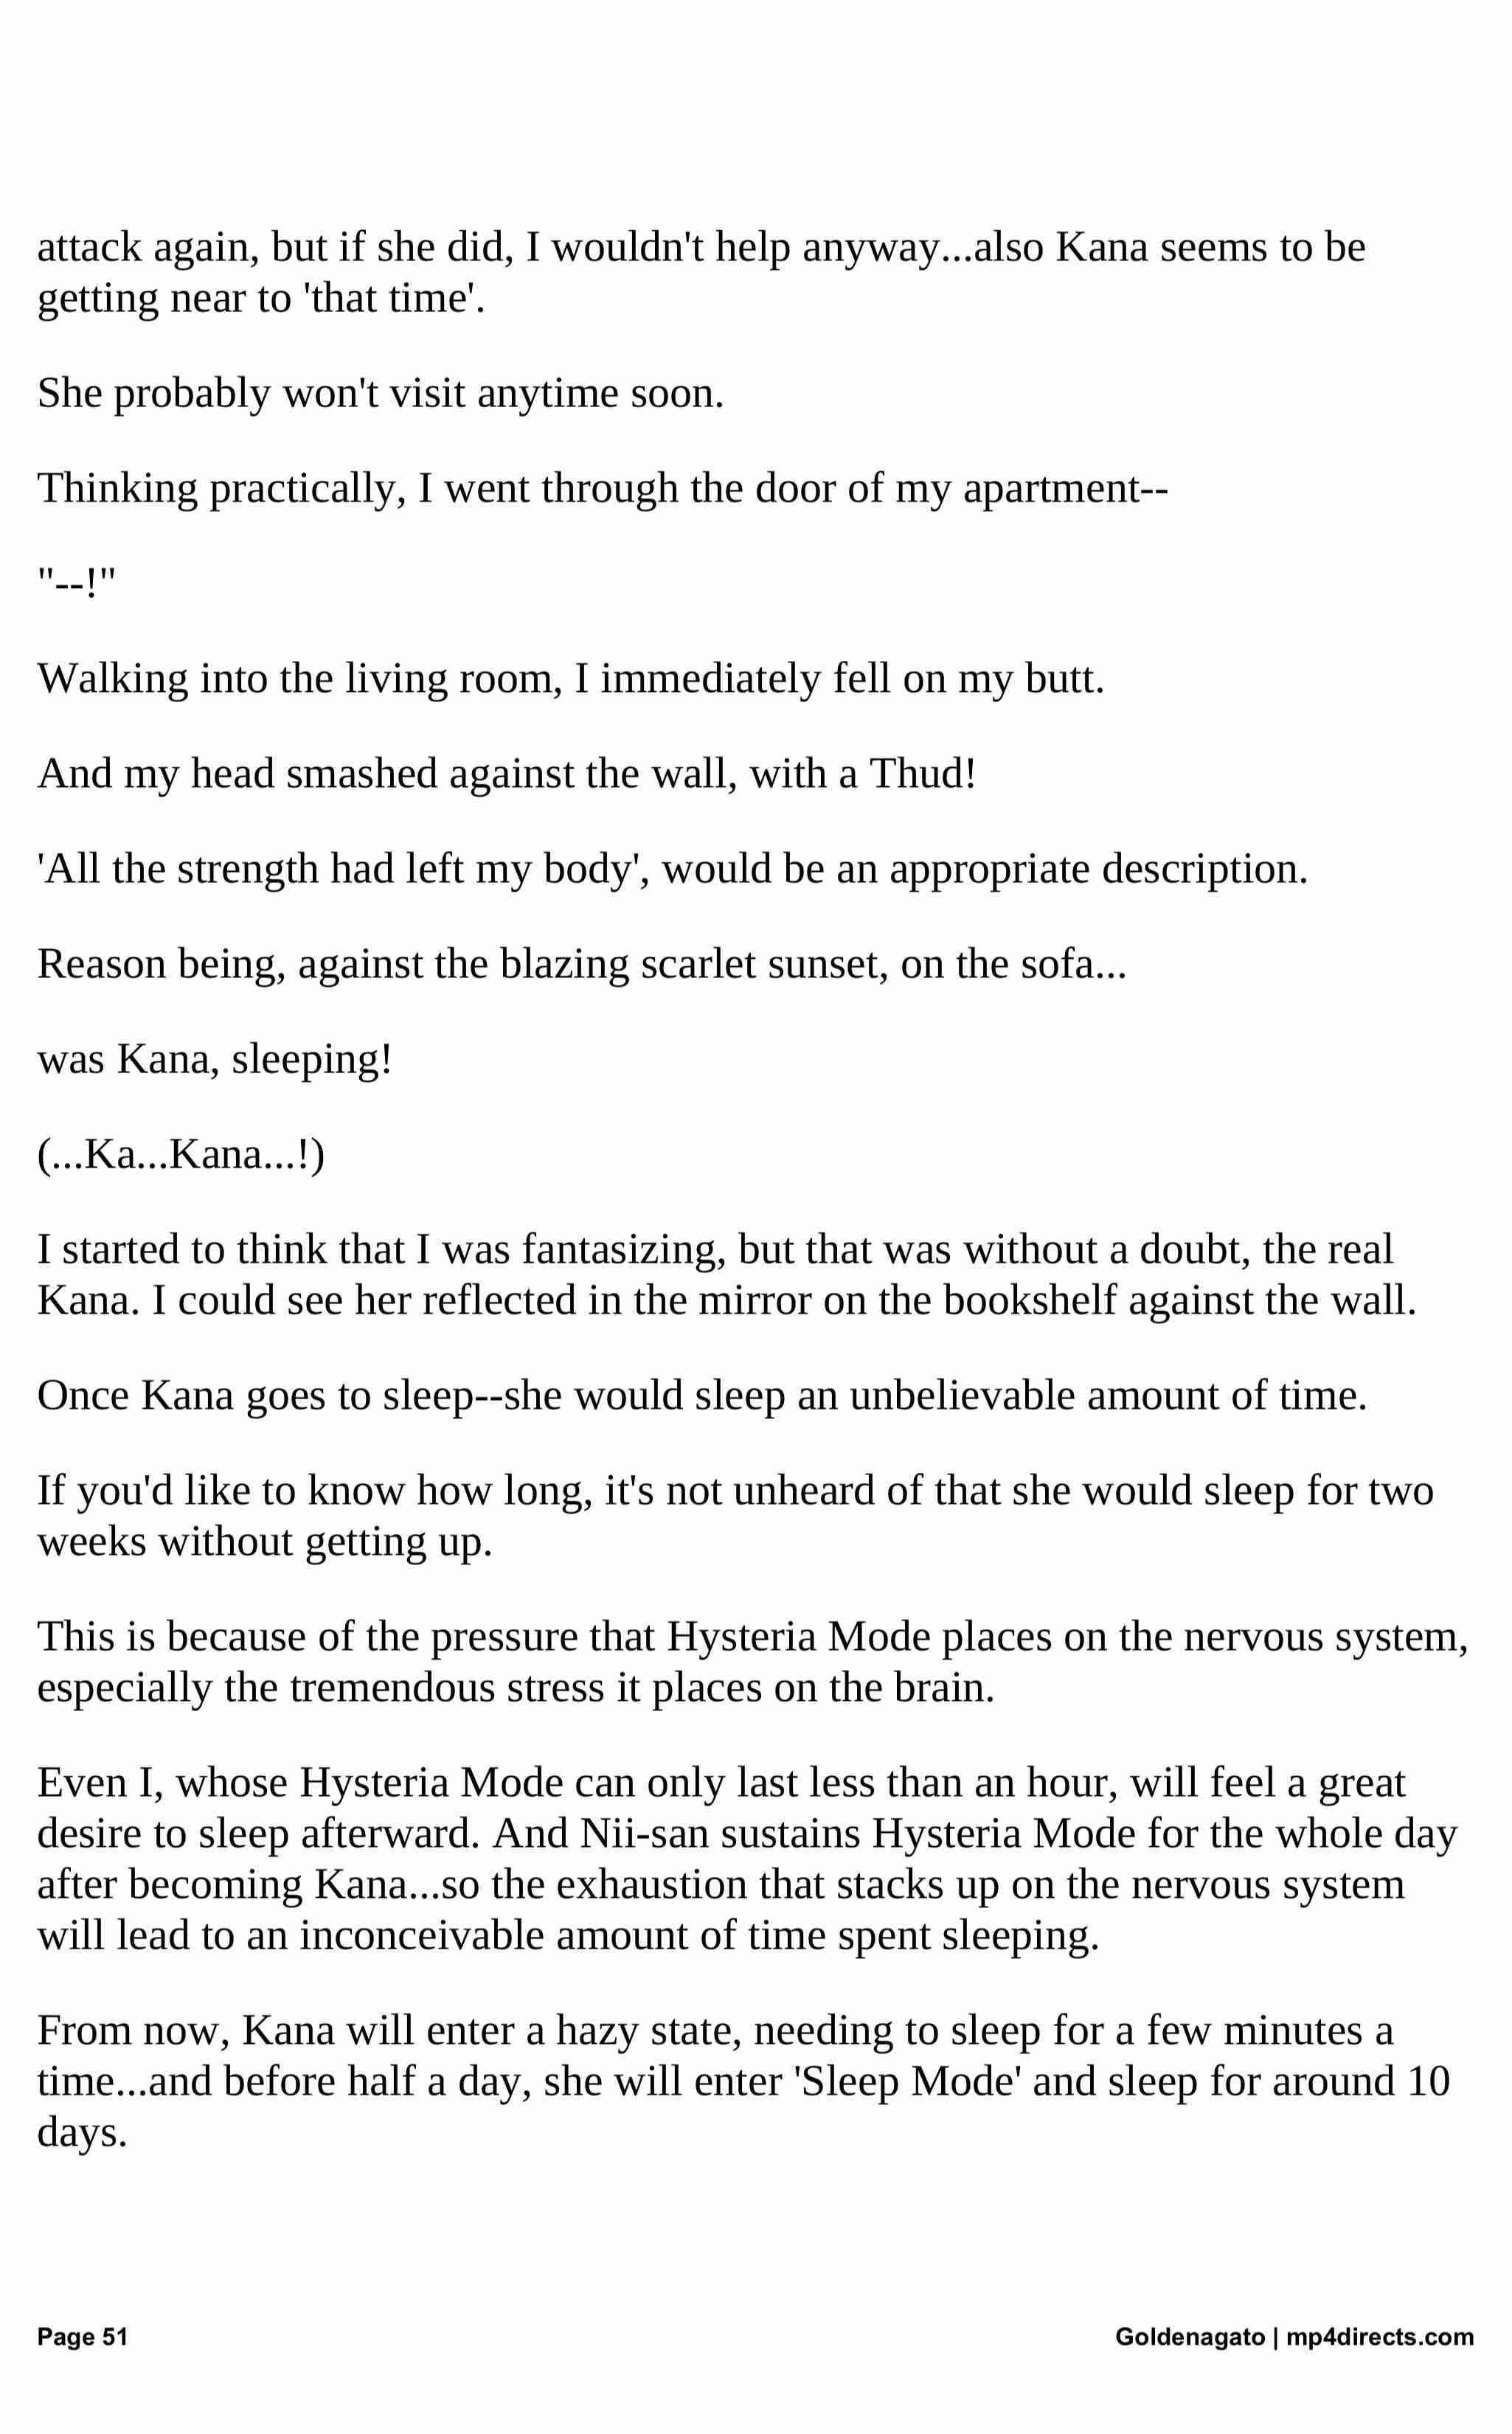 attack again, but if she did, I wouldn't help anyway...also Kana seems to be
getting near to 'that time'.
She probably won't visit anytime soon.
Thinking practically, I went through the door of my apartment--
"--!"
Walking into the living room, I immediately fell on my butt.
And my head smashed against the wall, with a Thud!
'All the strength had left my body', would be an appropriate description.
Reason being, against the blazing scarlet sunset, on the sofa...
was Kana, sleeping!
(...Ka...Kana...!)
I started to think that I was fantasizing, but that was without a doubt, the real
Kana. I could see her reflected in the mirror on the bookshelf against the wall.
Once Kana goes to sleep--she would sleep an unbelievable amount of time.
If you'd like to know how long, it's not unheard of that she would sleep for two
weeks without getting up.
This is because of the pressure that Hysteria Mode places on the nervous system,
especially the tremendous stress it places on the brain.
Even I, whose Hysteria Mode can only last less than an hour, will feel a great
desire to sleep afterward. And Nii-san sustains Hysteria Mode for the whole day
after becoming Kana...so the exhaustion that stacks up on the nervous system
will lead to an inconceivable amount of time spent sleeping.
From now, Kana will enter a hazy state, needing to sleep for a few minutes a
time...and before half a day, she will enter 'Sleep Mode' and sleep for around 10
days.
Page 51
Goldenagato | mp4directs.com